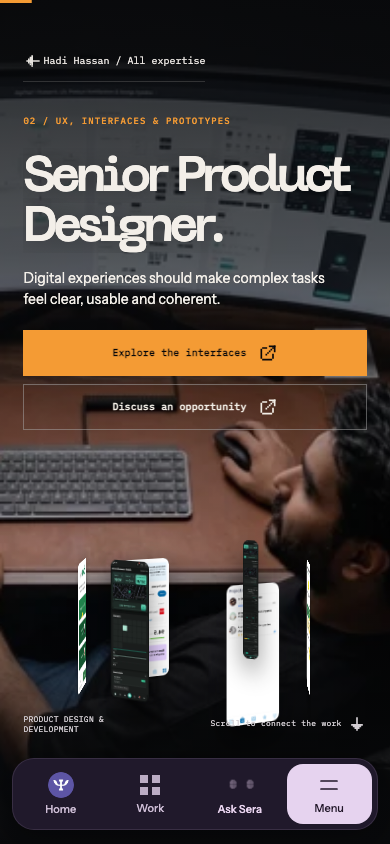 Hadi Hassan / All expertise
02 / UX, INTERFACES & PROTOTYPES
Senior Product
Designer.
Digital experiences should make complex tasks
feel clear, usable and coherent.
Explore the interfaces
Discuss an opportunity
PRODUCT DESIGN &
DEVELOPMENT
Scroll to connect the work
Home
Work
Ask Sera
Menu